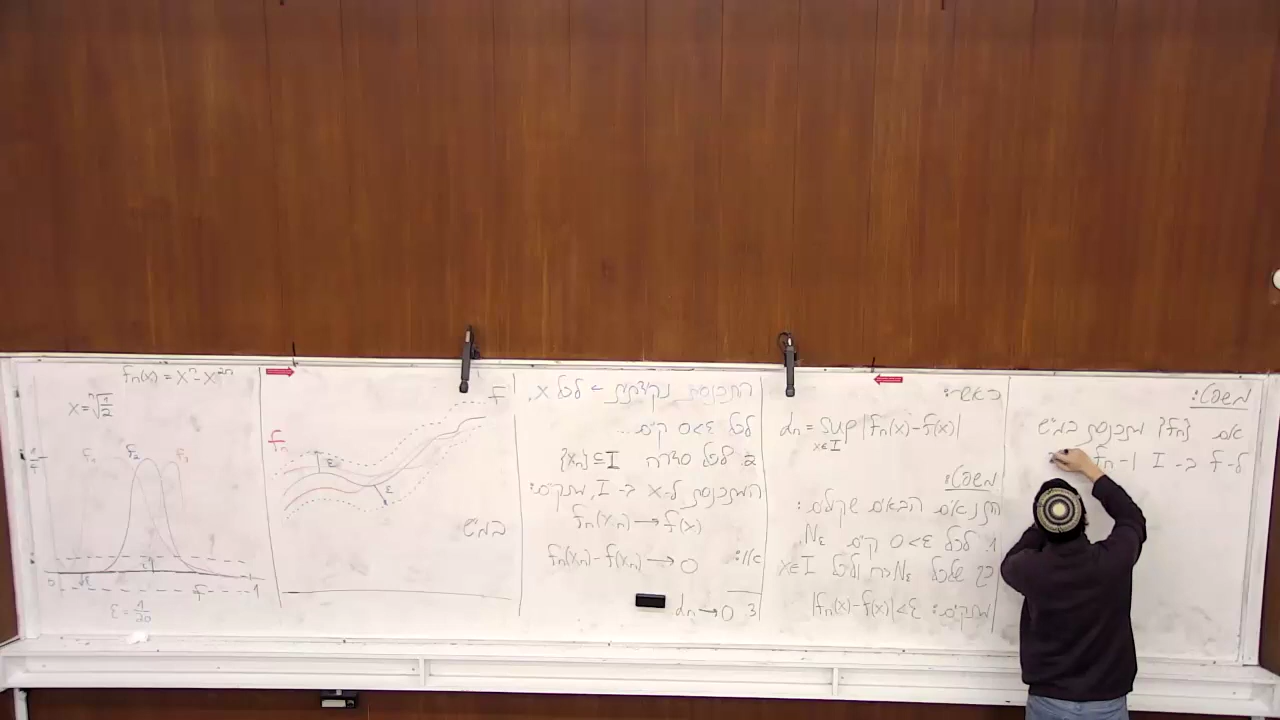 משפט:
אם {fn} מתכנסת במ"ש
ל-f ב-I ו-fn
כאשר:
dn = sup |fn(x)-f(x)|
x∈I
משפט:
התנאים הבאים שקולים:
1. לכל ε>0 קיים Nε
כך שלכל n>Nε ולכל x∈I
מתקיים: |fn(x)-f(x)|<ε
התכנסות נקודתית ← לכל x,
לכל ε>0 קיים...
2. לכל סדרה {xn}⊆I
המתכנסת ל-x ב-I, מתקיים:
fn(xn)→f(x)
או: fn(xn)-f(xn)→0
3. dn→0
f
fn
ε
ε
במ"ש
fn(x) = x^n - x^2n
x = ⁿ√1/2
1/4
f1
f2
f3
0
1
f
ε = 1/20